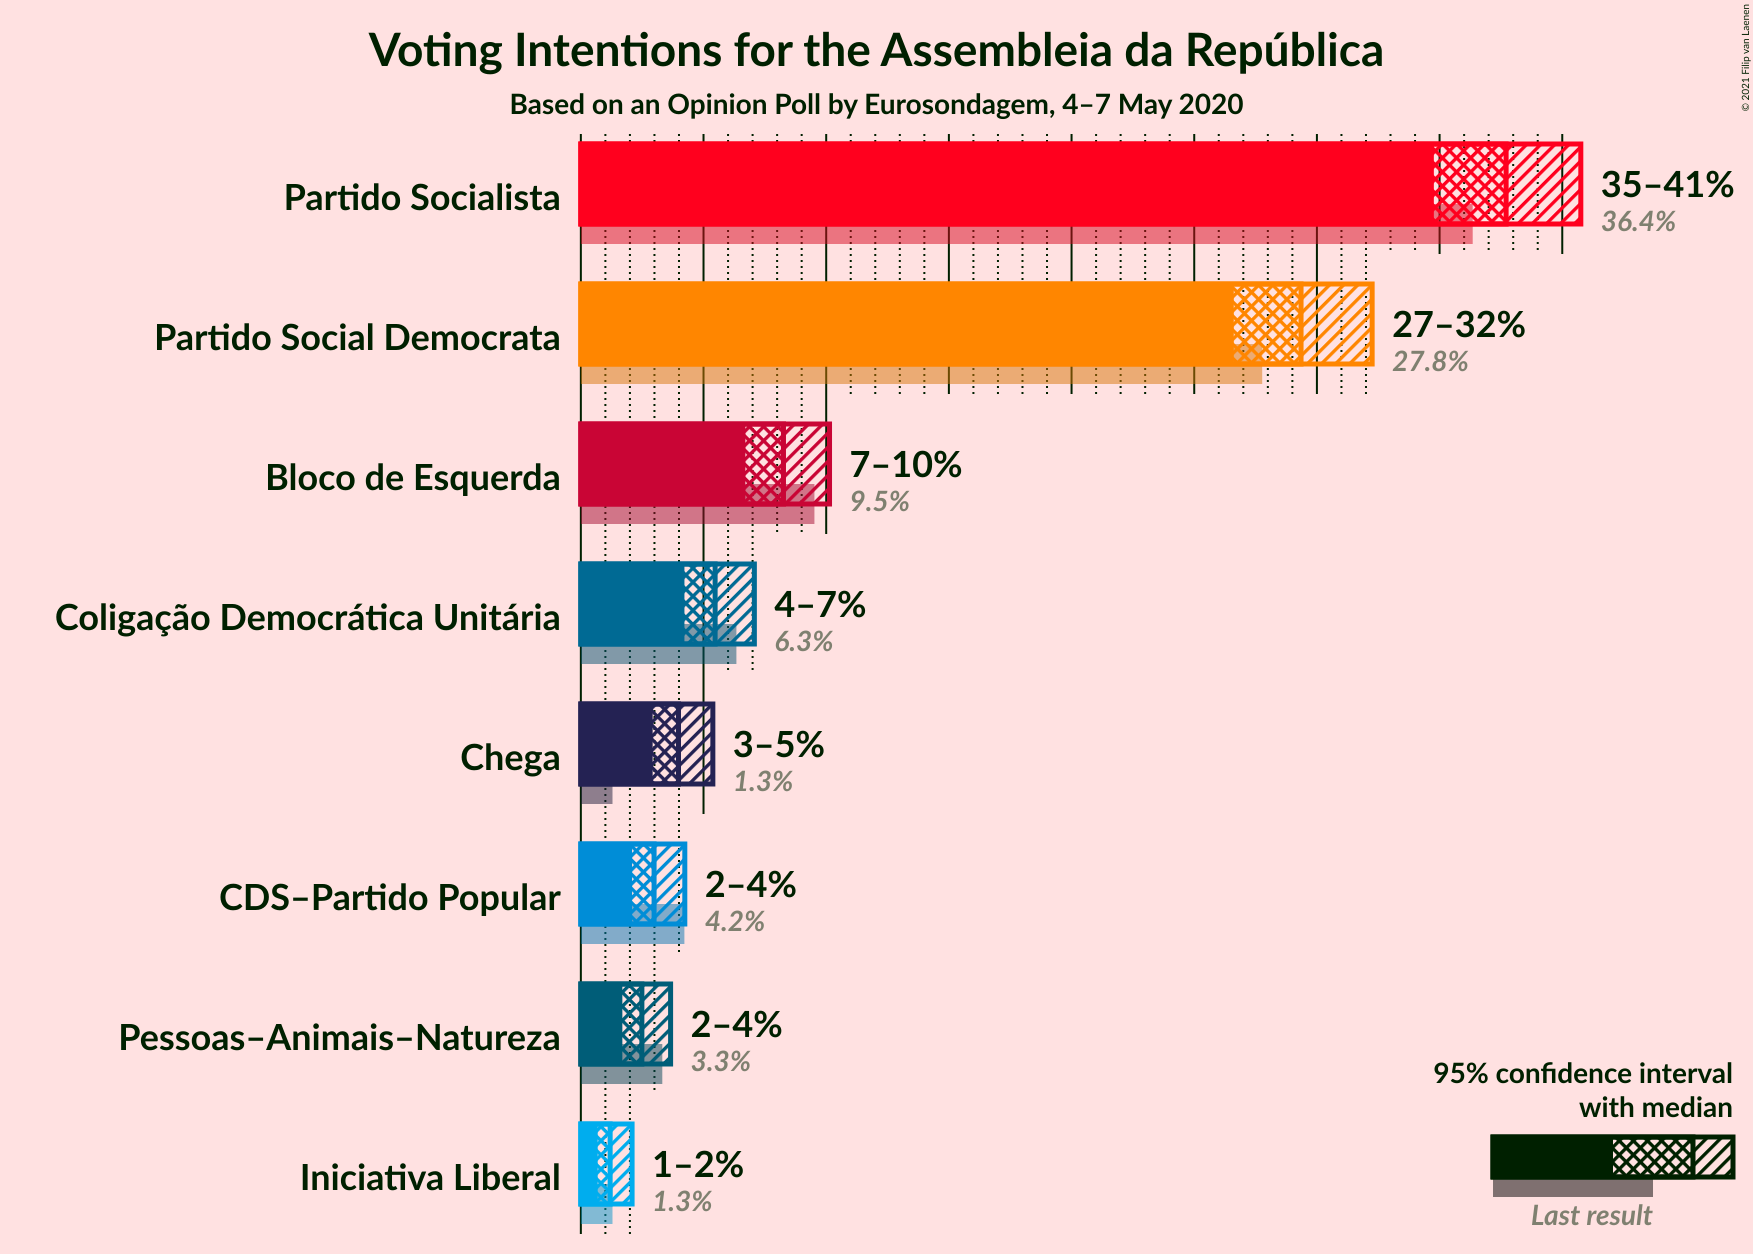 Voting Intentions for the Assembleia da República
Based on an Opinion Poll by Eurosondagem, 4–7 May 2020
© 2021 Filip van Laenen
Partido Socialista
35–41%
36.4%
Partido Social Democrata
27–32%
27.8%
Bloco de Esquerda
7–10%
9.5%
Coligação Democrática Unitária
4–7%
6.3%
Chega
3–5%
1.3%
CDS–Partido Popular
2–4%
4.2%
Pessoas–Animais–Natureza
2–4%
3.3%
Iniciativa Liberal
1–2%
1.3%
95% confidence interval
with median
Last result